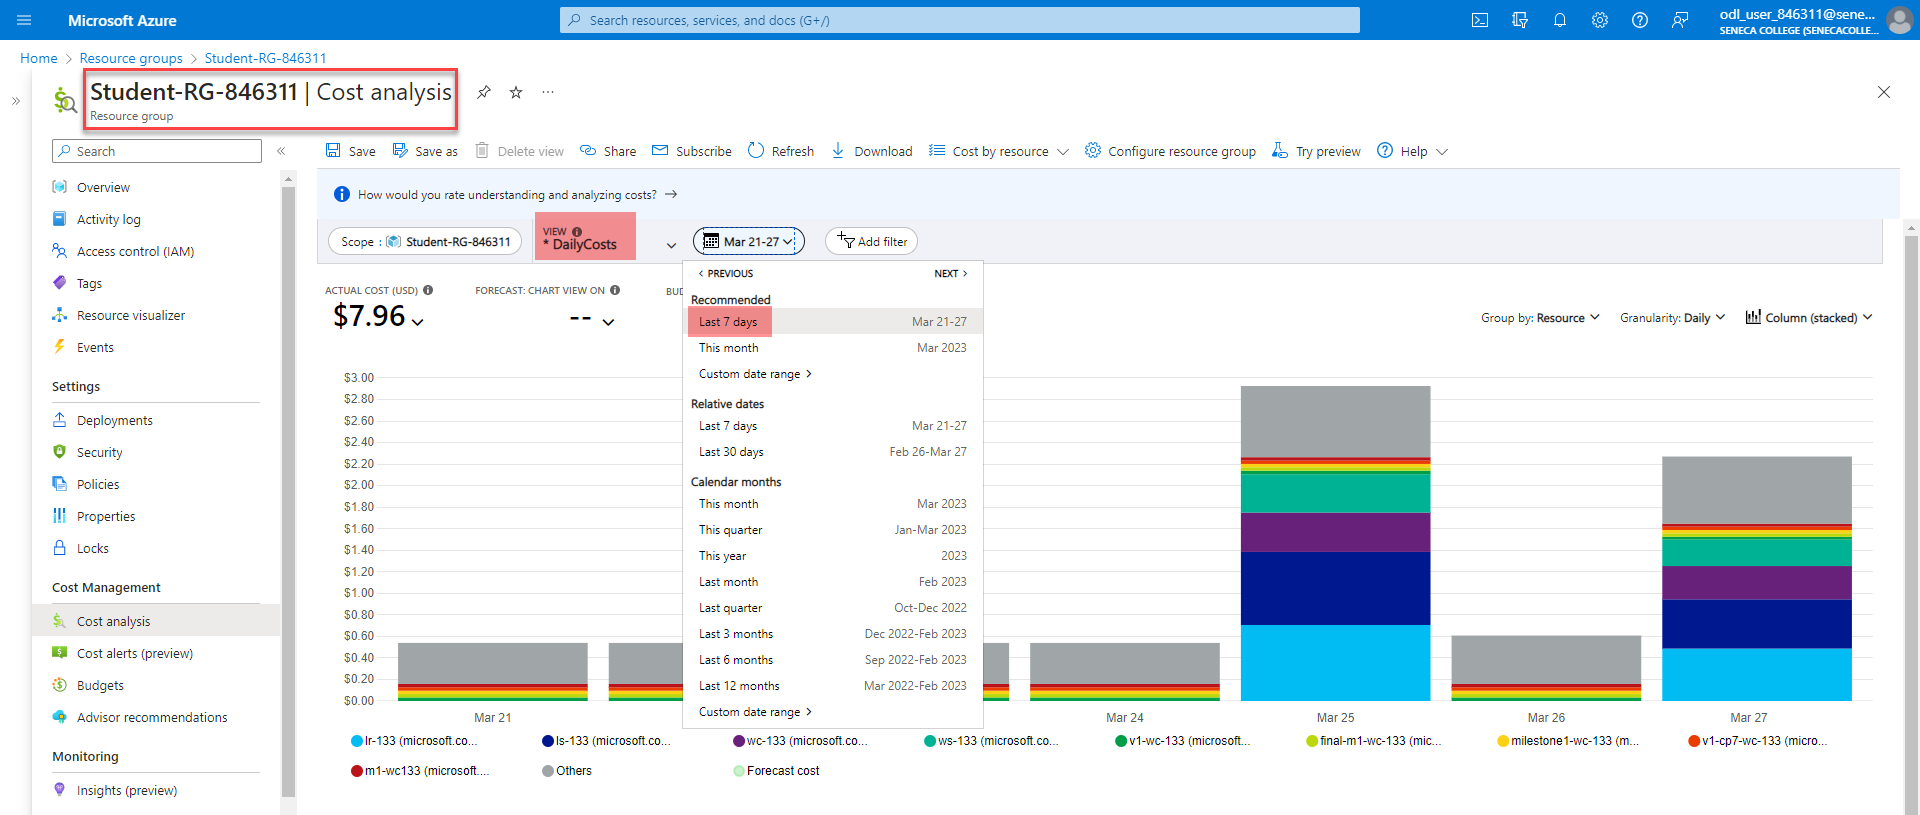 Microsoft Azure
Search resources, services, and docs (G+/)
odl_user_846311@sene...
SENECA COLLEGE (SENECACOLLE...
Home > Resource groups > Student-RG-846311
Student-RG-846311 | Cost analysis
Resource group
Search
Save
Save as
Delete view
Share
Subscribe
Refresh
Download
Cost by resource
Configure resource group
Try preview
Help
How would you rate understanding and analyzing costs?
Overview
Activity log
Access control (IAM)
Tags
Resource visualizer
Events
Settings
Deployments
Security
Policies
Properties
Locks
Cost Management
Cost analysis
Cost alerts (preview)
Budgets
Advisor recommendations
Monitoring
Insights (preview)
Scope : Student-RG-846311
VIEW
* DailyCosts
Mar 21-27
Add filter
ACTUAL COST (USD)
$7.96
FORECAST: CHART VIEW ON
--
BUD
< PREVIOUS NEXT >
Recommended
Last 7 days Mar 21-27
This month Mar 2023
Custom date range >
Relative dates
Last 7 days Mar 21-27
Last 30 days Feb 26-Mar 27
Calendar months
This month Mar 2023
This quarter Jan-Mar 2023
This year 2023
Last month Feb 2023
Last quarter Oct-Dec 2022
Last 3 months Dec 2022-Feb 2023
Last 6 months Sep 2022-Feb 2023
Last 12 months Mar 2022-Feb 2023
Custom date range >
Group by: Resource
Granularity: Daily
Column (stacked)
$3.00
$2.80
$2.60
$2.40
$2.20
$2.00
$1.80
$1.60
$1.40
$1.20
$1.00
$0.80
$0.60
$0.40
$0.20
$0.00
Mar 21
Mar 24
Mar 25
Mar 26
Mar 27
lr-133 (microsoft.co...
ls-133 (microsoft.co...
wc-133 (microsoft.co...
ws-133 (microsoft.co...
v1-wc-133 (microsoft...
final-m1-wc-133 (mic...
milestone1-wc-133 (m...
v1-cp7-wc-133 (micro...
m1-wc133 (microsoft....
Others
Forecast cost